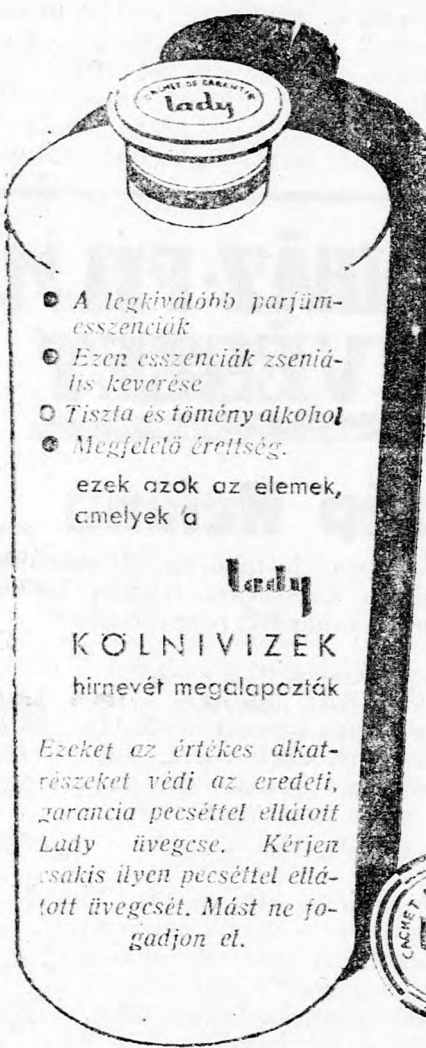 CACHET DE GARANTIE
lady
A legkiválóbb parfüm-
esszenciák
Ezen esszenciák zseniá-
lis keverése
Tiszta és tömény alkohol
Megfelelő érettség.
ezek azok az elemek,
amelyek a
lady
KÖLNIVIZEK
hirnevét megalapozták
Ezeket az értékes alkat-
részeket védi az eredeti,
garancia pecséttel ellátott
Lady üvegcse. Kérjen
csakis ilyen pecséttel ellá-
tott üvegcsét. Mást ne fo-
gadjon el.
CACHET